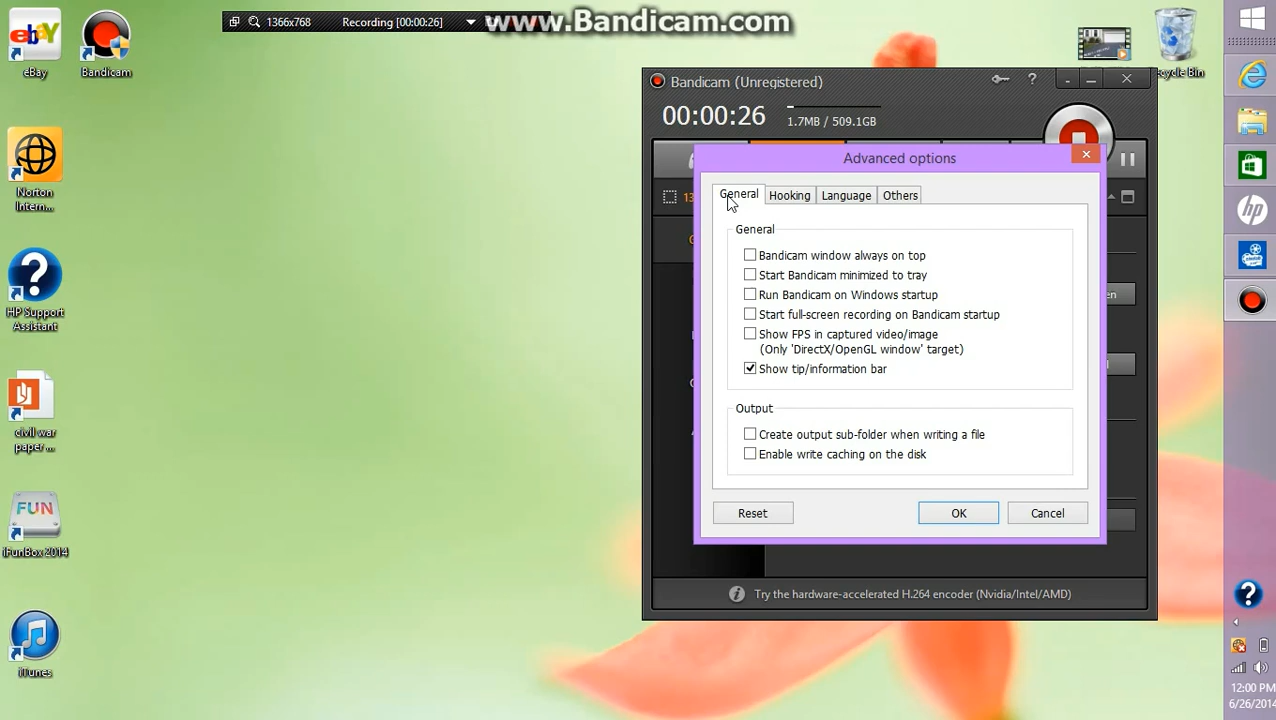 1366x768
Recording [00:00:26]
www.Bandicam.com
eBay
Bandicam
Recycle Bin
Norton
Intern...
HP Support
Assistant
civil war
paper ...
FUN
iFunBox 2014
iTunes
Bandicam (Unregistered)
?
00:00:26
1.7MB / 509.1GB
Advanced options
General
Hooking
Language
Others
General
Bandicam window always on top
Start Bandicam minimized to tray
Run Bandicam on Windows startup
Start full-screen recording on Bandicam startup
Show FPS in captured video/image
(Only 'DirectX/OpenGL window' target)
Show tip/information bar
Output
Create output sub-folder when writing a file
Enable write caching on the disk
Reset
OK
Cancel
Try the hardware-accelerated H.264 encoder (Nvidia/Intel/AMD)
hp
12:00 PM
6/26/2014